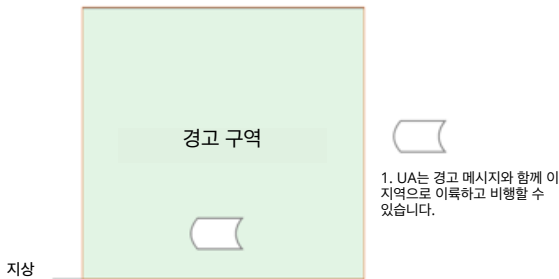 경고 구역
1. UA는 경고 메시지와 함께 이
지역으로 이륙하고 비행할 수
있습니다.
지상